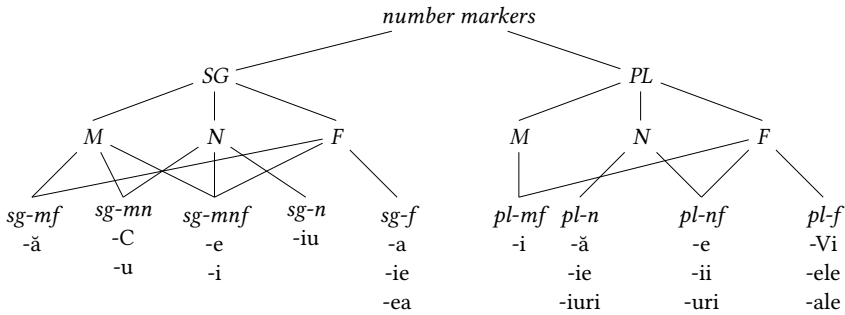 number markers
SG PL
M N F M N F
sg-mf sg-mn sg-mnf sg-n sg-f pl-mf pl-n pl-nf pl-f
-ă -C -e -iu -a -i -ă -e -Vi
-u -i -ie -ie -ii -ele
-ea -iuri -uri -ale